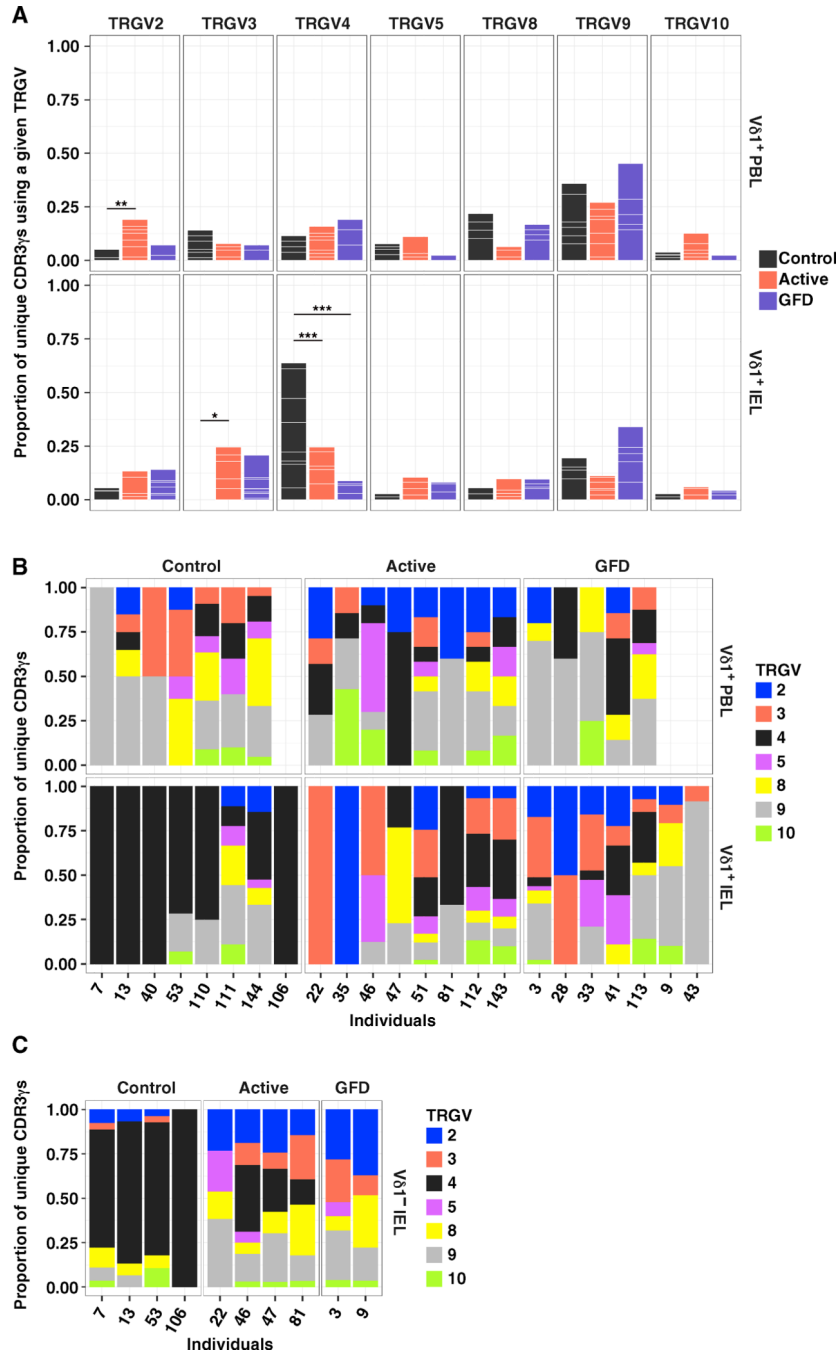 A
TRGV2 TRGV3 TRGV4 TRGV5 TRGV8 TRGV9 TRGV10
Proportion of unique CDR3γs using a given TRGV
1.00
0.75
0.50
0.25
0.00
**
Vδ1+ PBL
1.00
0.75
0.50
0.25
0.00
*
***
***
Vδ1+ IEL
Control
Active
GFD
B
Control Active GFD
Proportion of unique CDR3γs
1.00
0.75
0.50
0.25
0.00
Vδ1+ PBL
Proportion of unique CDR3γs
1.00
0.75
0.50
0.25
0.00
Vδ1+ IEL
7 13 40 53 110 111 144 106 22 35 46 47 51 81 112 143 3 28 33 41 113 9 43
Individuals
TRGV
2
3
4
5
8
9
10
C
Control Active GFD
Proportion of unique CDR3γs
1.00
0.75
0.50
0.25
0.00
Vδ1− IEL
7 13 53 106 22 46 47 81 3 9
Individuals
TRGV
2
3
4
5
8
9
10